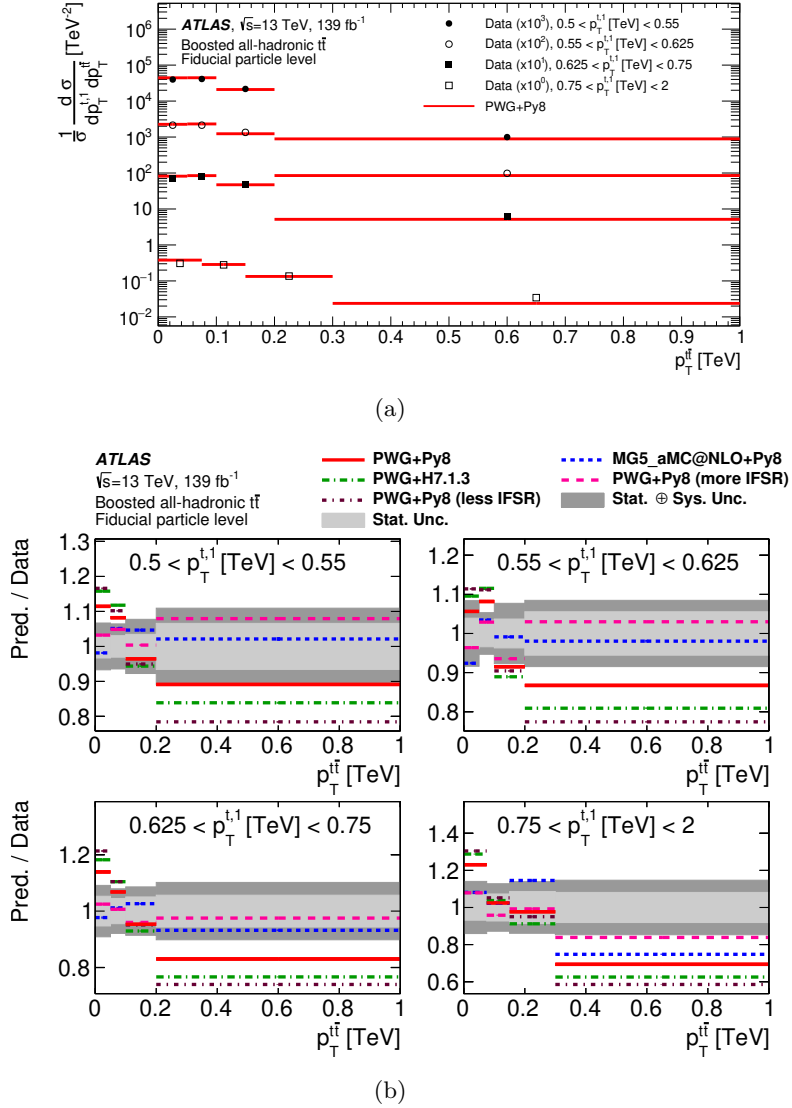 ATLAS, √s=13 TeV, 139 fb⁻¹
Boosted all-hadronic tt̄
Fiducial particle level
Data (x10³), 0.5 < p_T^{t,1} [TeV] < 0.55
Data (x10²), 0.55 < p_T^{t,1} [TeV] < 0.625
Data (x10¹), 0.625 < p_T^{t,1} [TeV] < 0.75
Data (x10⁰), 0.75 < p_T^{t,1} [TeV] < 2
PWG+Py8
1/σ d σ / dp_T^{t,1} dp_T^{tt̄} [TeV⁻²]
10⁵
10⁴
10³
10²
10
1
10⁻¹
10⁻²
0 0.1 0.2 0.3 0.4 0.5 0.6 0.7 0.8 0.9 1
p_T^{tt̄} [TeV]
(a)
ATLAS
√s=13 TeV, 139 fb⁻¹
Boosted all-hadronic tt̄
Fiducial particle level
PWG+Py8
PWG+H7.1.3
PWG+Py8 (less IFSR)
Stat. Unc.
MG5_aMC@NLO+Py8
PWG+Py8 (more IFSR)
Stat. ⊕ Sys. Unc.
Pred. / Data
0.5 < p_T^{t,1} [TeV] < 0.55
1.3
1.2
1.1
1
0.9
0.8
0 0.2 0.4 0.6 0.8 1
p_T^{tt̄} [TeV]
0.55 < p_T^{t,1} [TeV] < 0.625
1.2
1.1
1
0.9
0.8
0 0.2 0.4 0.6 0.8 1
p_T^{tt̄} [TeV]
Pred. / Data
0.625 < p_T^{t,1} [TeV] < 0.75
1.2
1
0.8
0 0.2 0.4 0.6 0.8 1
p_T^{tt̄} [TeV]
0.75 < p_T^{t,1} [TeV] < 2
1.4
1.2
1
0.8
0.6
0 0.2 0.4 0.6 0.8 1
p_T^{tt̄} [TeV]
(b)